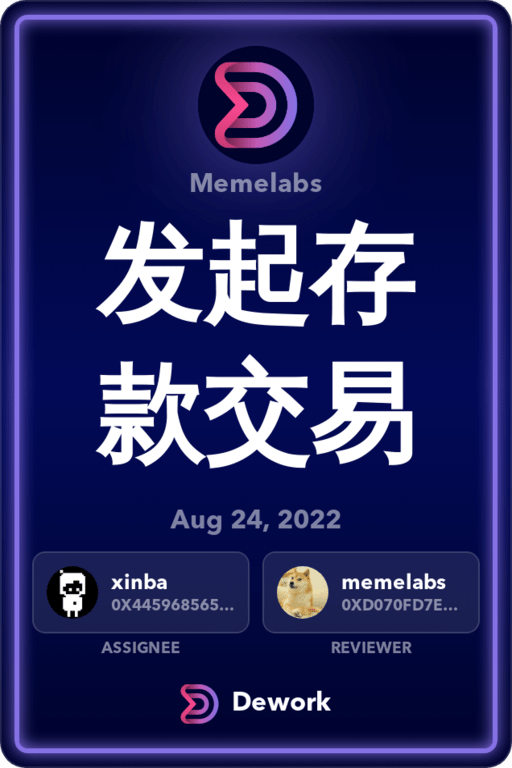 Memelabs
发起存
款交易
Aug 24, 2022
xinba
0X445968565...
memelabs
0XD070FD7E...
ASSIGNEE
REVIEWER
Dework